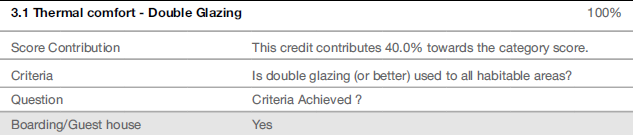 3.1 Thermal comfort - Double Glazing 100%
Score Contribution This credit contributes 40.0% towards the category score.
Criteria Is double glazing (or better) used to all habitable areas?
Question Criteria Achieved ?
Boarding/Guest house Yes